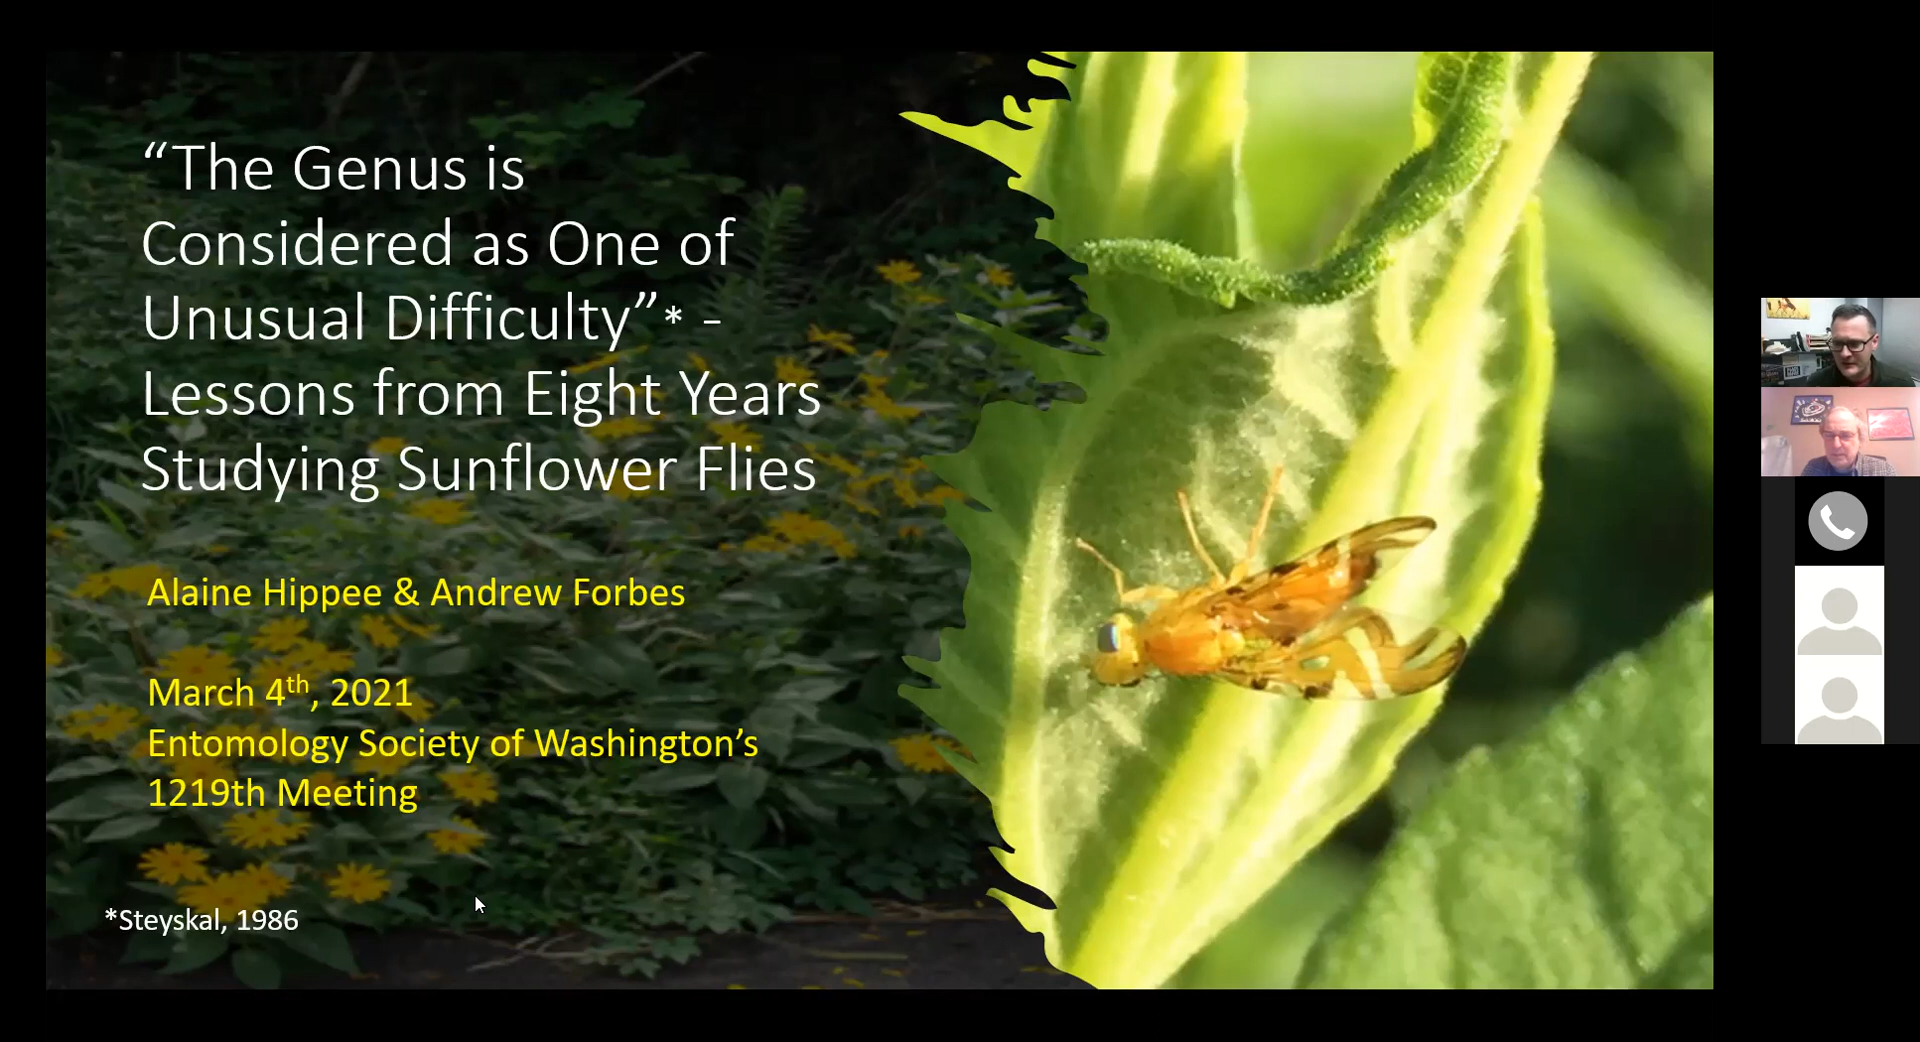 “The Genus is
Considered as One of
Unusual Difficulty”* -
Lessons from Eight Years
Studying Sunflower Flies
Alaine Hippee & Andrew Forbes
March 4th, 2021
Entomology Society of Washington’s
1219th Meeting
*Steyskal, 1986